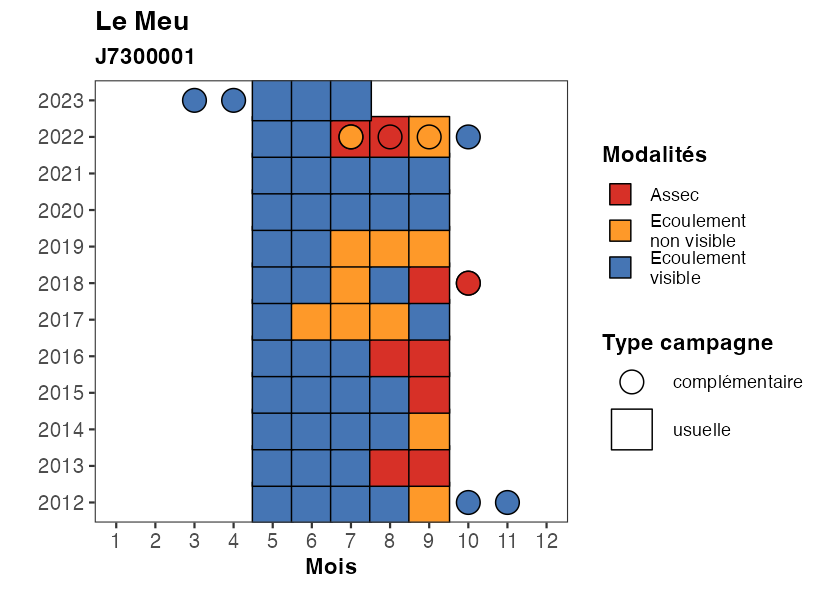 Le Meu
J7300001
2023
2022
2021
2020
2019
2018
2017
2016
2015
2014
2013
2012
1 2 3 4 5 6 7 8 9 10 11 12
Mois
Modalités
Assec
Ecoulement
non visible
Ecoulement
visible
Type campagne
complémentaire
usuelle